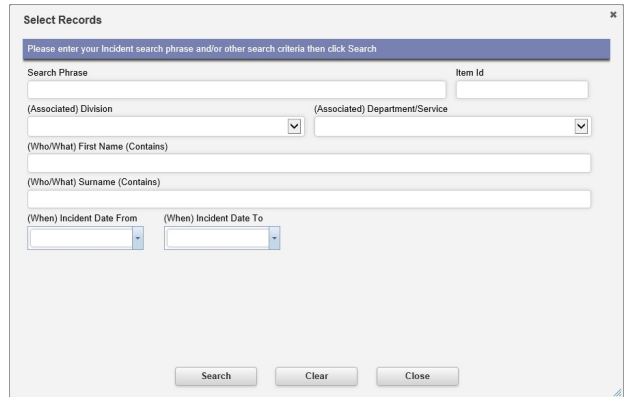 Select Records
Please enter your Incident search phrase and/or other search criteria then click Search
Search Phrase Item Id
(Associated) Division (Associated) Department/Service
(Who/What) First Name (Contains)
(Who/What) Surname (Contains)
(When) Incident Date From (When) Incident Date To
Search Clear Close